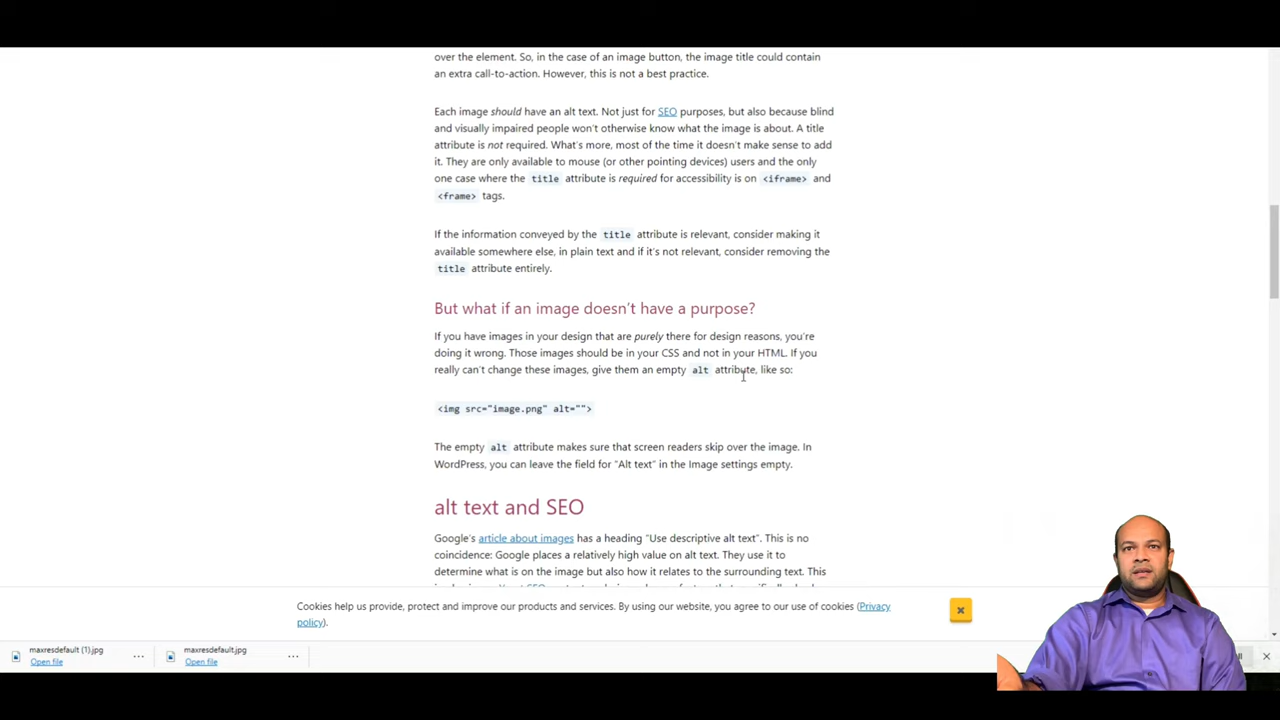 over the element. So, in the case of an image button, the image title could contain
an extra call-to-action. However, this is not a best practice.
Each image should have an alt text. Not just for SEO purposes, but also because blind
and visually impaired people won't otherwise know what the image is about. A title
attribute is not required. What's more, most of the time it doesn't make sense to add
it. They are only available to mouse (or other pointing devices) users and the only
one case where the title attribute is required for accessibility is on <iframe> and
<frame> tags.
If the information conveyed by the title attribute is relevant, consider making it
available somewhere else, in plain text and if it's not relevant, consider removing the
title attribute entirely.
But what if an image doesn't have a purpose?
If you have images in your design that are purely there for design reasons, you're
doing it wrong. Those images should be in your CSS and not in your HTML. If you
really can't change these images, give them an empty alt attribute, like so:
<img src="image.png" alt="">
The empty alt attribute makes sure that screen readers skip over the image. In
WordPress, you can leave the field for "Alt text" in the Image settings empty.
alt text and SEO
Google's article about images has a heading "Use descriptive alt text". This is no
coincidence: Google places a relatively high value on alt text. They use it to
determine what is on the image but also how it relates to the surrounding text. This
Cookies help us provide, protect and improve our products and services. By using our website, you agree to our use of cookies (Privacy
policy).
maxresdefault (1).jpg
Open file
maxresdefault.jpg
Open file